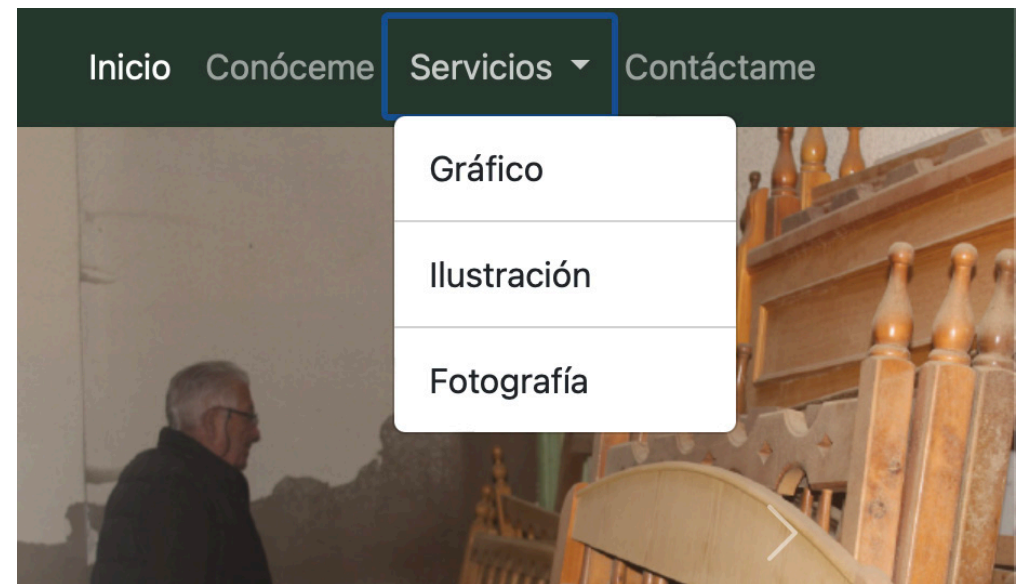 Inicio Conóceme Servicios Contáctame
Gráfico
Ilustración
Fotografía